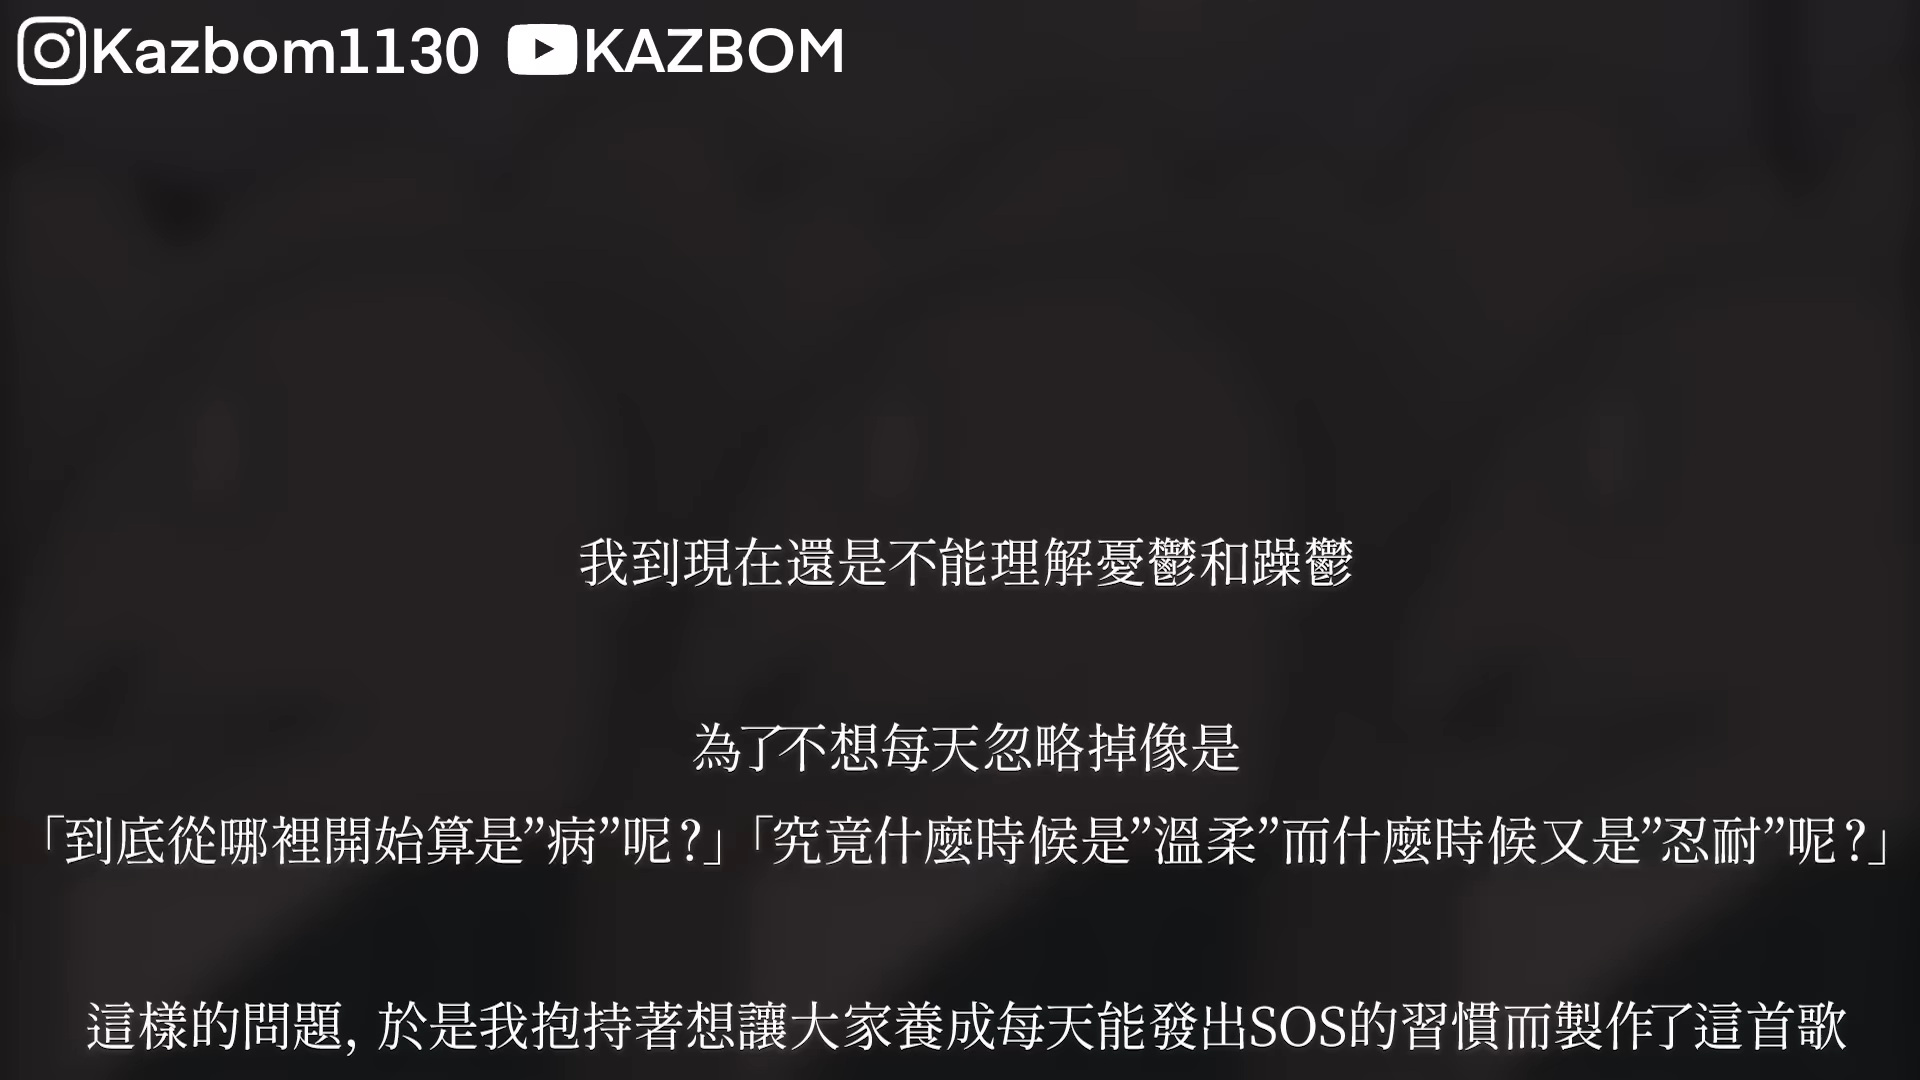 Kazbom1130 KAZBOM
我到現在還是不能理解憂鬱和躁鬱
為了不想每天忽略掉像是
「到底從哪裡開始算是”病”呢?」「究竟什麼時候是”溫柔”而什麼時候又是”忍耐”呢?」
這樣的問題, 於是我抱持著想讓大家養成每天能發出SOS的習慣而製作了這首歌